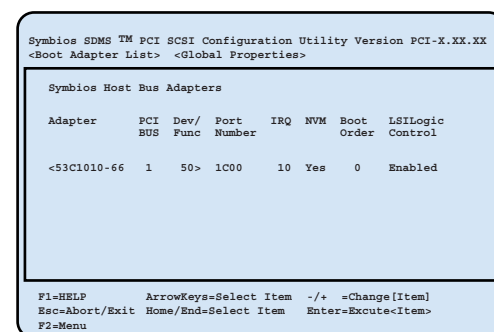 Symbios SDMS TM PCI SCSI Configuration Utility Version PCI-X.XX.XX
<Boot Adapter List> <Global Properties>
Symbios Host Bus Adapters
Adapter PCI Dev/ Port IRQ NVM Boot LSILogic
BUS Func Number Order Control
<53C1010-66 1 50> 1C00 10 Yes 0 Enabled
F1=HELP ArrowKeys=Select Item -/+ =Change[Item]
Esc=Abort/Exit Home/End=Select Item Enter=Excute<Item>
F2=Menu